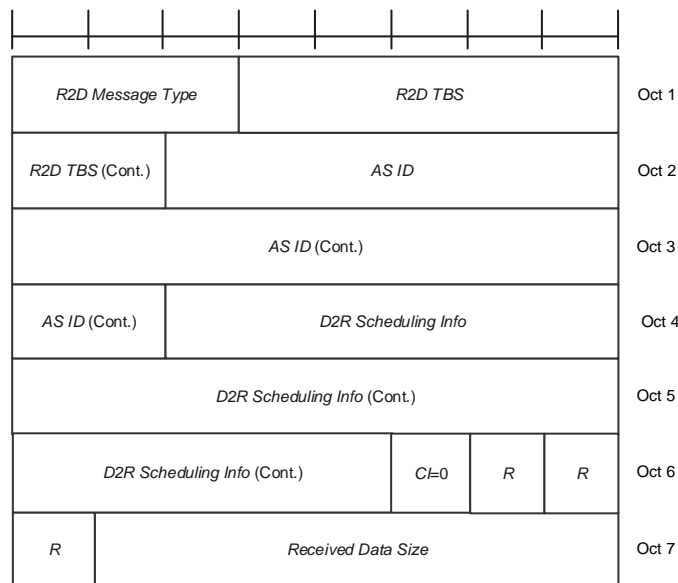 R2D Message Type R2D TBS Oct 1
R2D TBS (Cont.) AS ID Oct 2
AS ID (Cont.) Oct 3
AS ID (Cont.) D2R Scheduling Info Oct 4
D2R Scheduling Info (Cont.) Oct 5
D2R Scheduling Info (Cont.) CI=0 R R Oct 6
R Received Data Size Oct 7